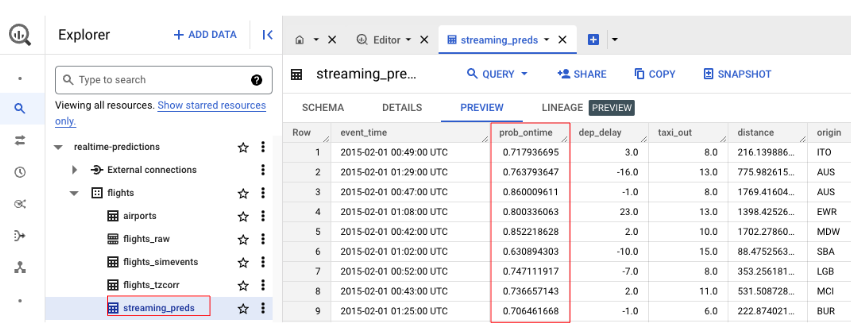 Explorer
+ ADD DATA
Editor
streaming_preds
Type to search
Viewing all resources. Show starred resources
only.
realtime-predictions
External connections
flights
airports
flights_raw
flights_simevents
flights_tzcorr
streaming_preds
streaming_pre...
QUERY
SHARE
COPY
SNAPSHOT
SCHEMA DETAILS PREVIEW LINEAGE PREVIEW
Row event_time prob_ontime dep_delay taxi_out distance origin
1 2015-02-01 00:49:00 UTC 0.717936695 3.0 8.0 216.139886... ITO
2 2015-02-01 01:29:00 UTC 0.763793647 -16.0 13.0 775.982615... AUS
3 2015-02-01 00:47:00 UTC 0.860009611 -1.0 8.0 1769.41604... AUS
4 2015-02-01 01:08:00 UTC 0.800336063 23.0 13.0 1398.42526... EWR
5 2015-02-01 00:42:00 UTC 0.852218628 2.0 10.0 1702.27860... MDW
6 2015-02-01 01:02:00 UTC 0.630894303 -10.0 15.0 88.4752563... SBA
7 2015-02-01 00:52:00 UTC 0.747111917 -7.0 8.0 353.256181... LGB
8 2015-02-01 00:43:00 UTC 0.736657143 2.0 11.0 531.508728... MCI
9 2015-02-01 01:25:00 UTC 0.706461668 -1.0 6.0 222.874021... BUR